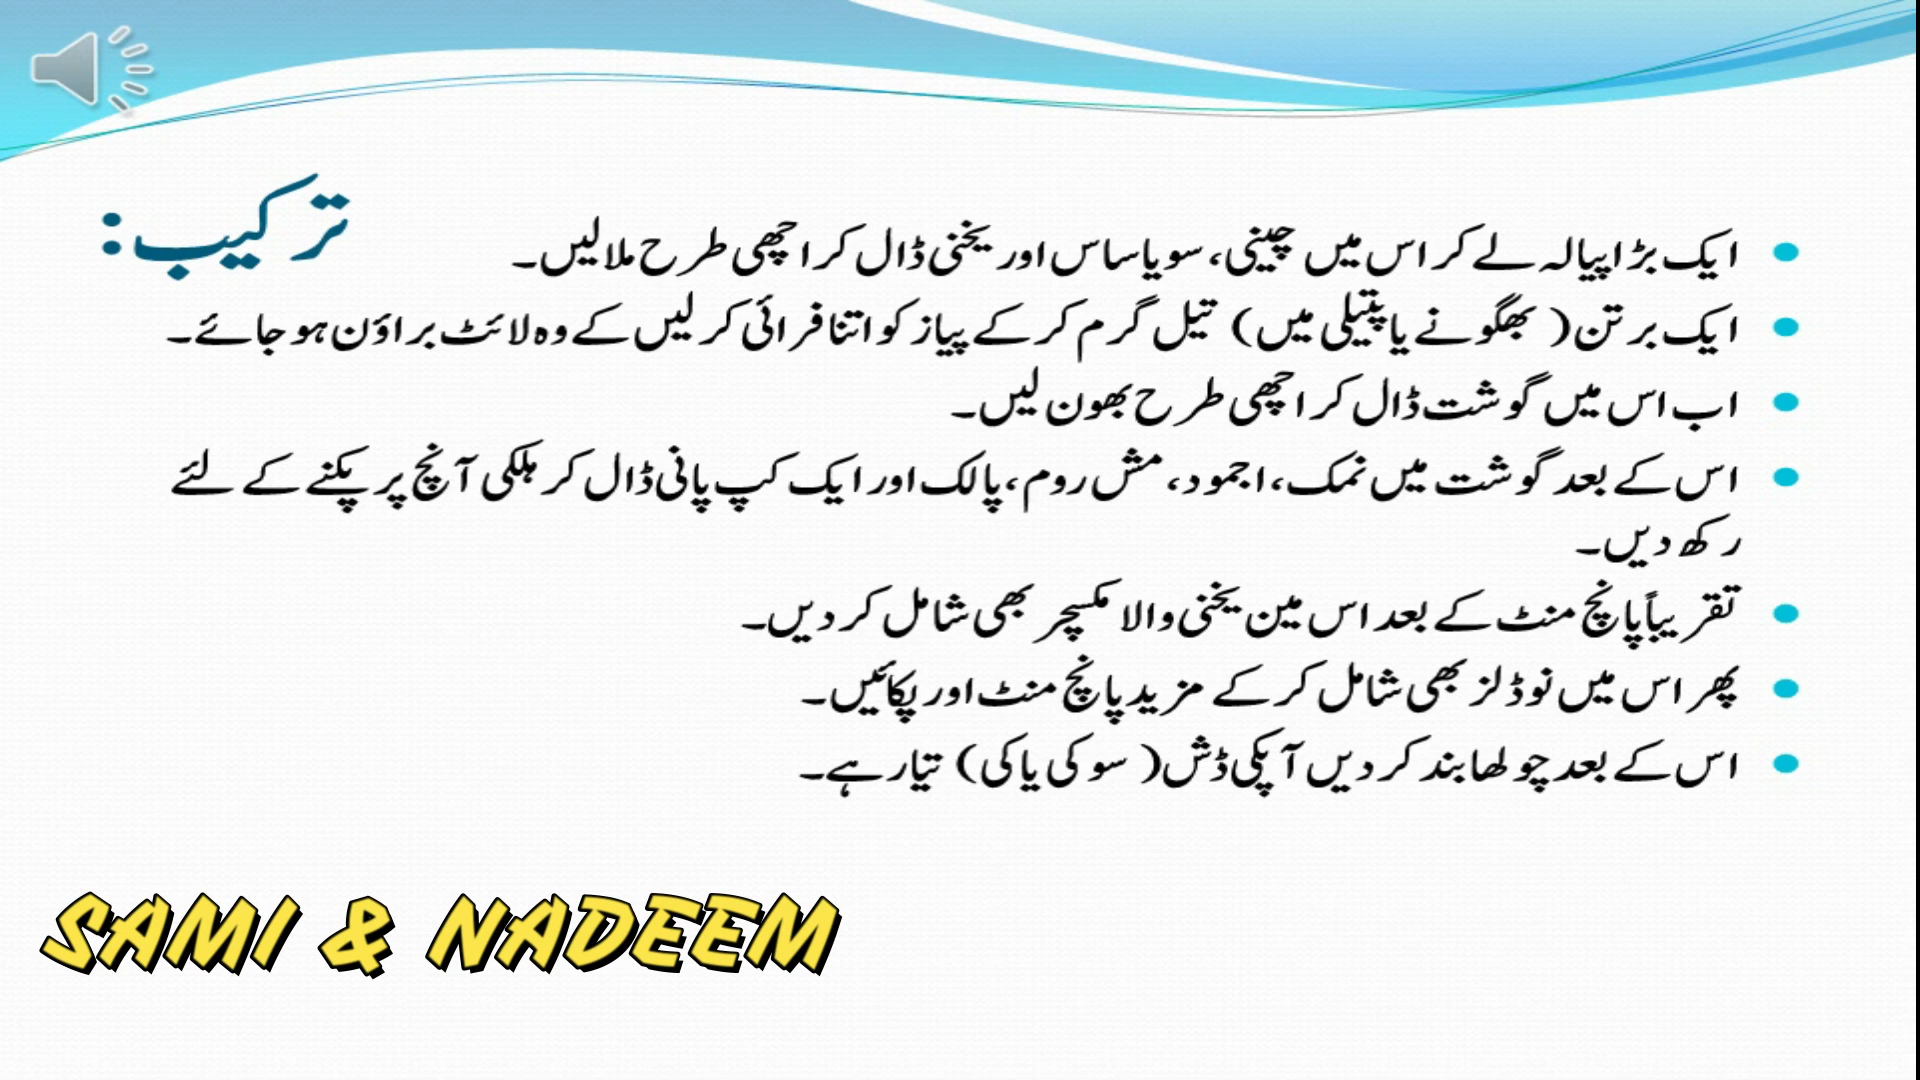 ترکیب:
ایک بڑا پیالہ لے کر اس میں چینی، سویا ساس اور یخنی ڈال کر اچھی طرح ملا لیں۔
ایک برتن( بھگونے یا پتیلی میں) تیل گرم کر کے پیاز کو اتنا فرائی کر لیں کے وہ لائٹ براؤن ہو جائے۔
اب اس میں گوشت ڈال کر اچھی طرح بھون لیں۔
اس کے بعد گوشت میں نمک، اجمود، مش روم، پالک اور ایک کپ پانی ڈال کر ہلکی آنچ پر پکنے کے لئے
رکھ دیں۔
تقریباً پانچ منٹ کے بعد اس مین یخنی والا مکسچر بھی شامل کر دیں۔
پھر اس میں نوڈلز بھی شامل کر کے مزید پانچ منٹ اور پکائیں۔
اس کے بعد چولھا بند کر دیں آپکی ڈش( سوکی یاکی) تیار ہے۔
SAMI & NADEEM